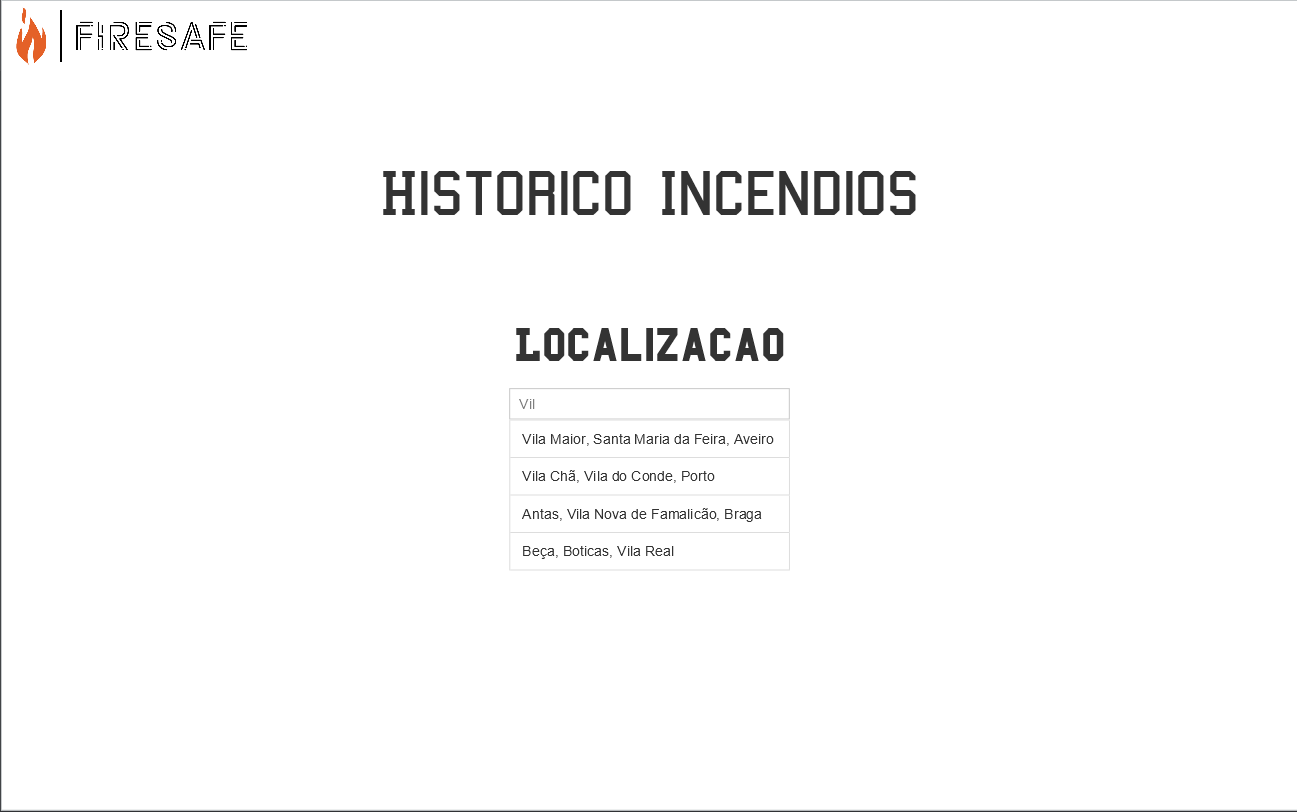 FIRESAFE
HISTORICO INCENDIOS
LOCALIZACAO
Vil
Vila Maior, Santa Maria da Feira, Aveiro
Vila Chã, Vila do Conde, Porto
Antas, Vila Nova de Famalicão, Braga
Beça, Boticas, Vila Real